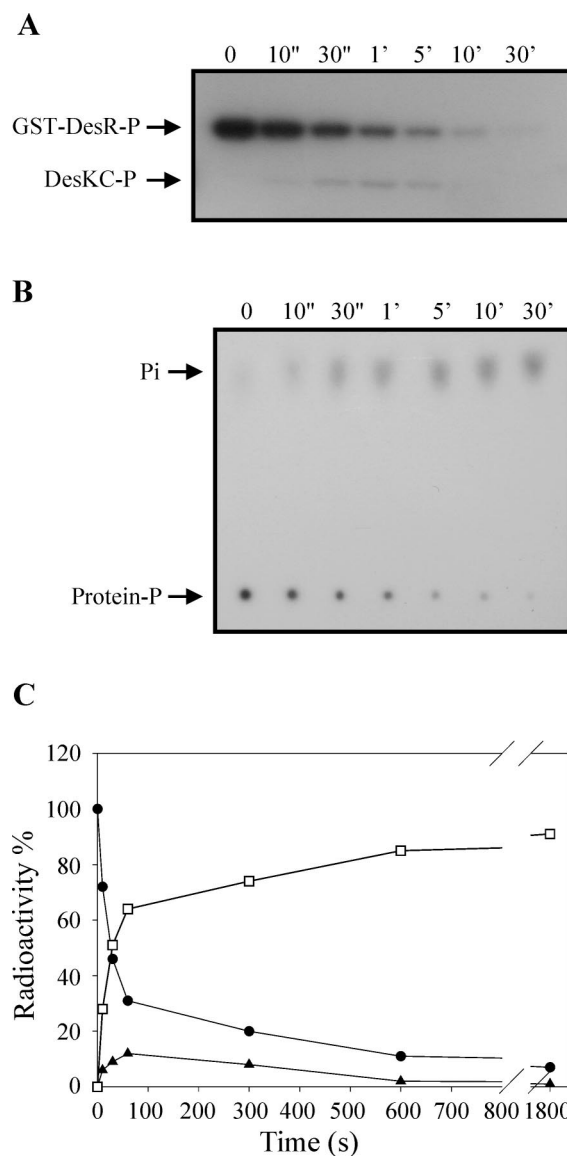 A
0 10" 30" 1' 5' 10' 30'
GST-DesR-P
DesKC-P
B
0 10" 30" 1' 5' 10' 30'
Pi
Protein-P
C
120
100
80
60
40
20
0
Radioactivity %
0 100 200 300 400 500 600 700 800 1800
Time (s)